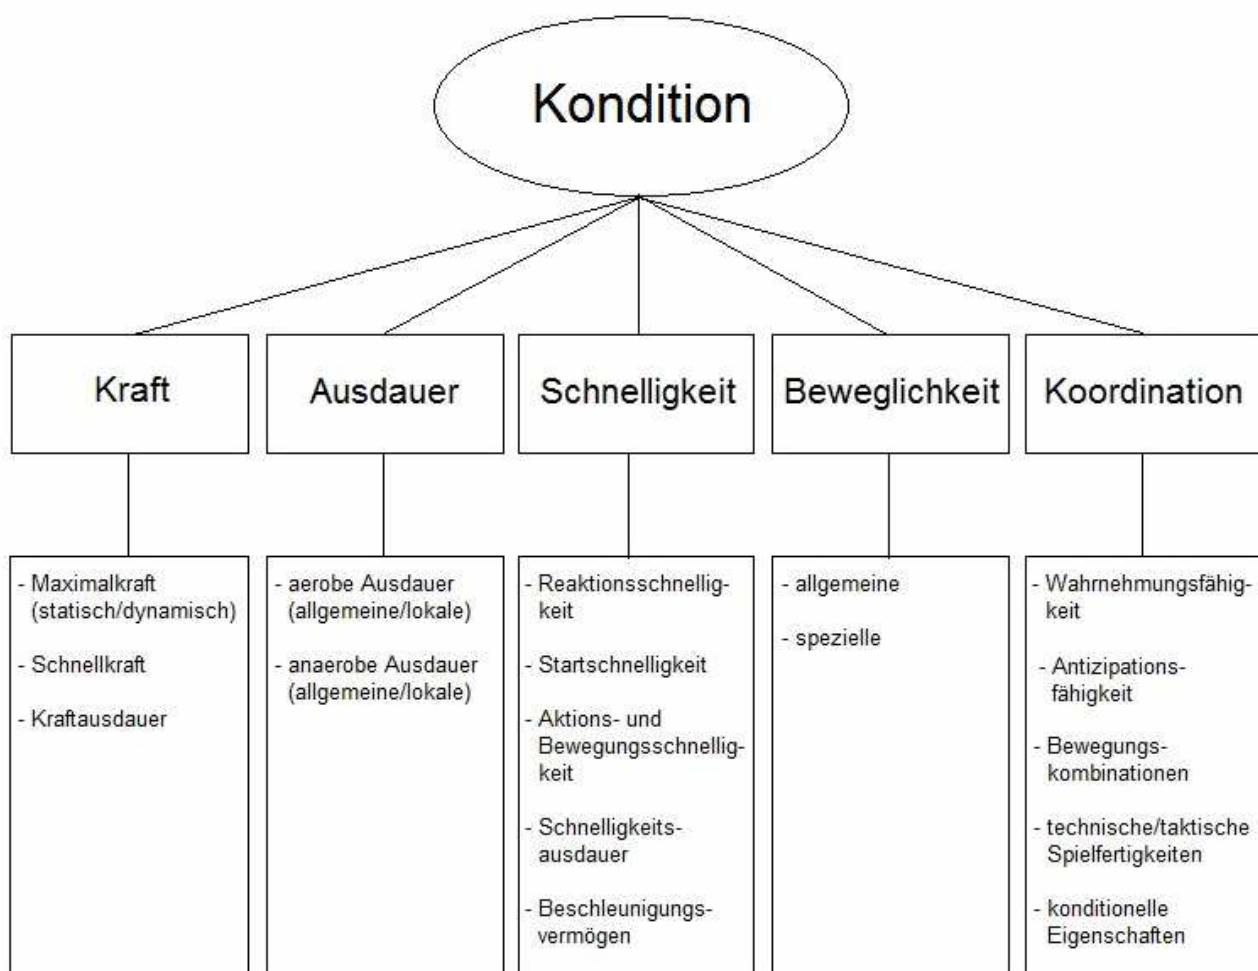 Kondition
Kraft
Ausdauer
Schnelligkeit
Beweglichkeit
Koordination
- Maximalkraft
(statisch/dynamisch)
- Schnellkraft
- Kraftausdauer
- aerobe Ausdauer
(allgemeine/lokale)
- anaerobe Ausdauer
(allgemeine/lokale)
- Reaktionsschnellig-
keit
- Startschnelligkeit
- Aktions- und
Bewegungsschnellig-
keit
- Schnelligkeits-
ausdauer
- Beschleunigungs-
vermögen
- allgemeine
- spezielle
- Wahrnehmungsfähig-
keit
- Antizipations-
fähigkeit
- Bewegungs-
kombinationen
- technische/taktische
Spielfertigkeiten
- konditionelle
Eigenschaften